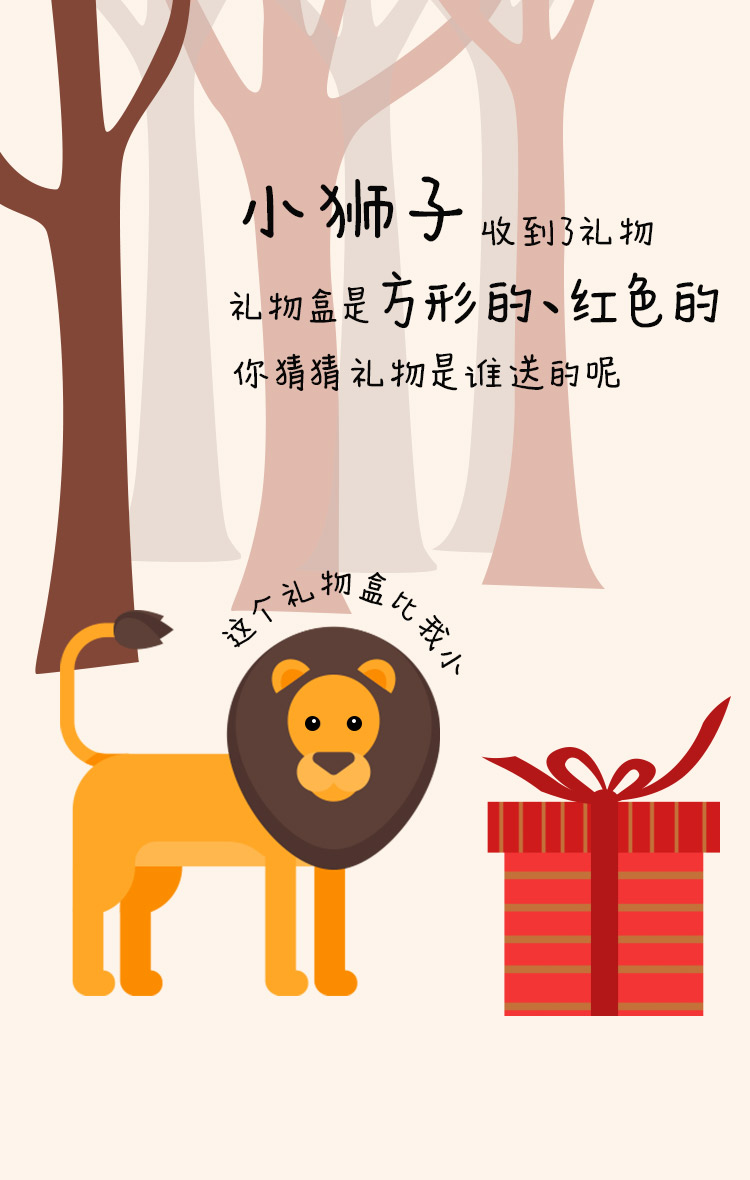 小狮子收到了礼物
礼物盒是方形的、红色的
你猜猜礼物是谁送的呢
这个礼物盒比我小